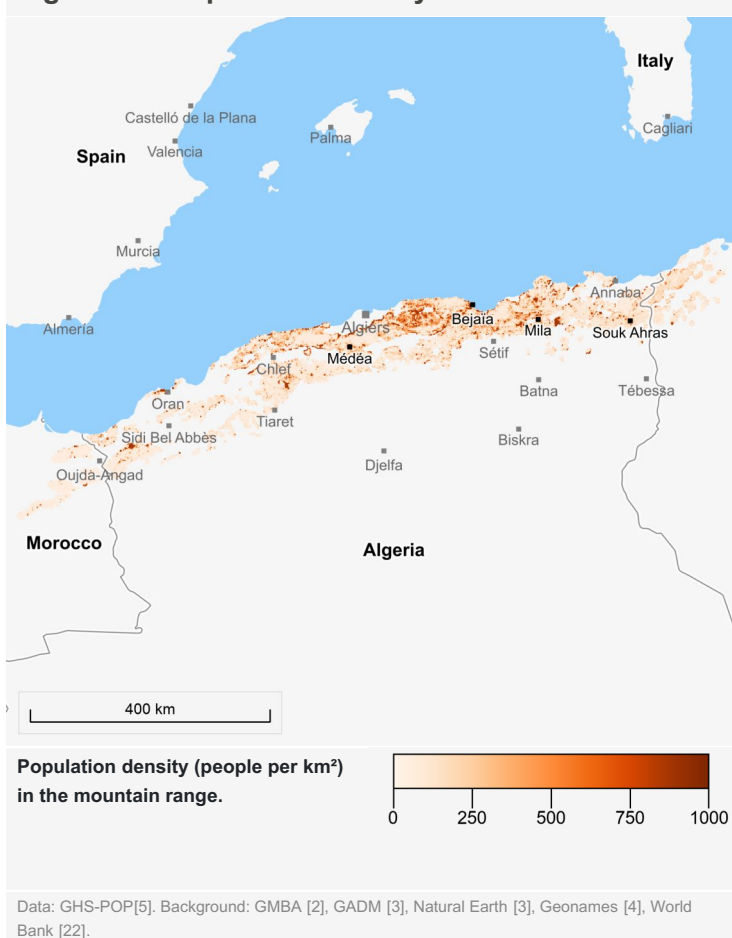 Italy
Castelló de la Plana
Palma
Cagliari
Spain
Valencia
Murcia
Almería
Annaba
Algiers
Bejaïa
Mila
Souk Ahras
Chlef
Médéa
Sétif
Oran
Batna
Tébessa
Tiaret
Sidi Bel Abbès
Biskra
Djelfa
Oujda-Angad
Morocco
Algeria
400 km
Population density (people per km²)
in the mountain range.
0 250 500 750 1000
Data: GHS-POP[5]. Background: GMBA [2], GADM [3], Natural Earth [3], Geonames [4], World
Bank [22].